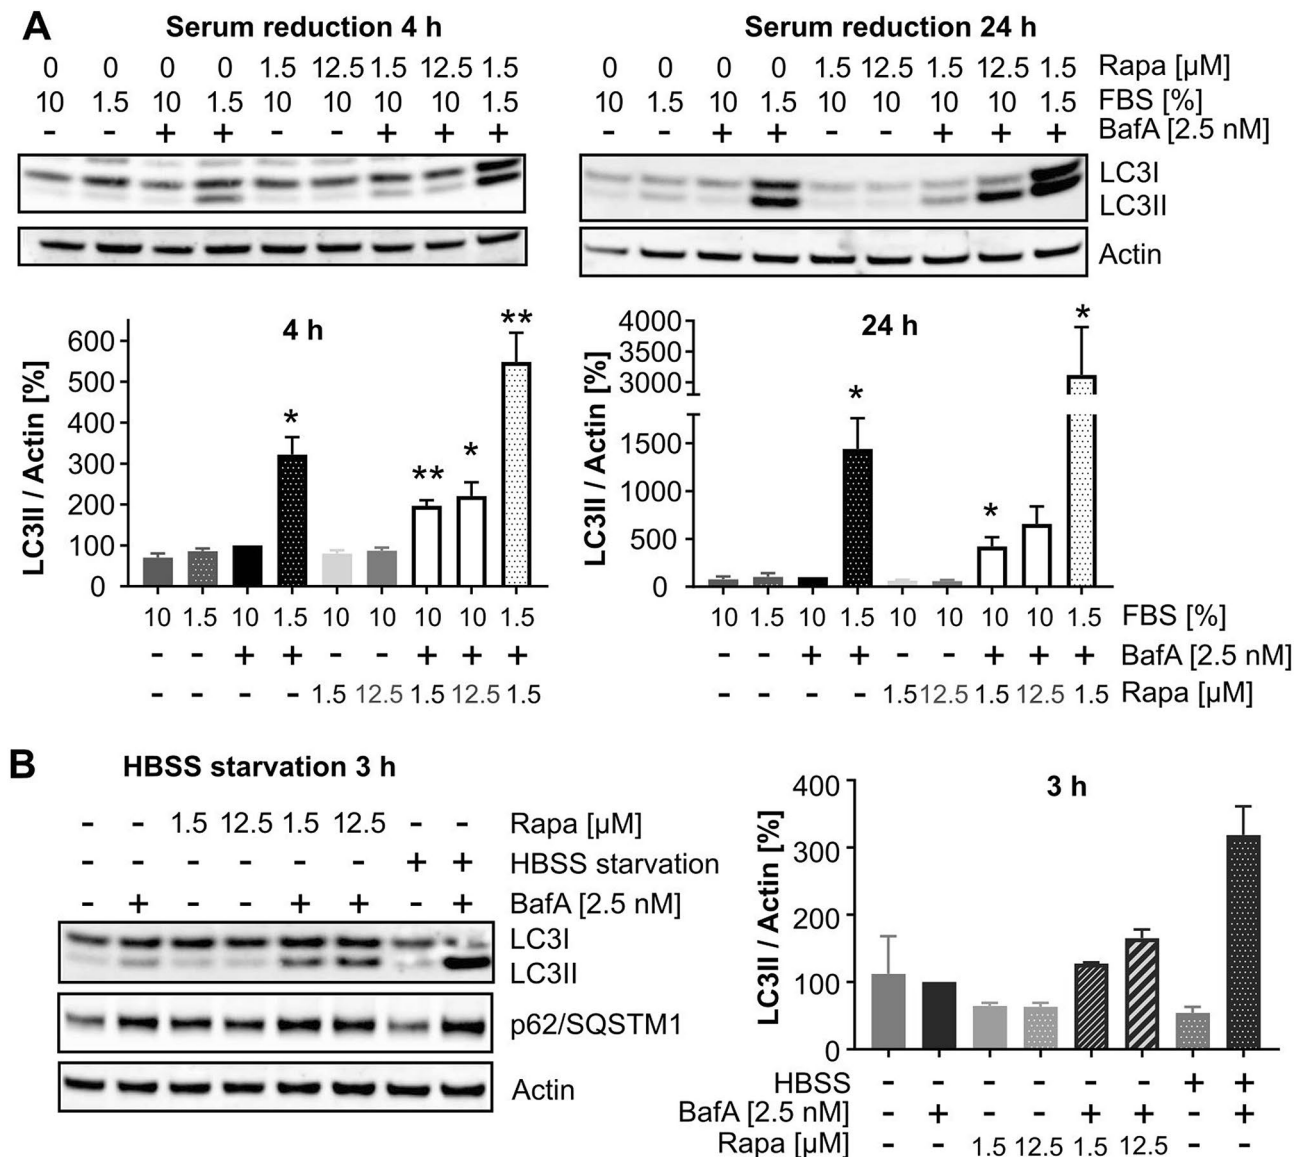 A
Serum reduction 4 h
Serum reduction 24 h
0 0 0 0 1.5 12.5 1.5 12.5 1.5
0 0 0 0 1.5 12.5 1.5 12.5 1.5 Rapa [µM]
10 1.5 10 1.5 10 10 10 10 1.5
10 1.5 10 1.5 10 10 10 10 1.5 FBS [%]
- - + + - - + + +
- - + + - - + + + BafA [2.5 nM]
LC3I
LC3II
Actin
4 h
LC3II / Actin [%]
600
500
400
300
200
100
0
* ** * **
10 1.5 10 1.5 10 10 10 10 1.5
- - + + - - + + +
- - - - 1.5 12.5 1.5 12.5 1.5
24 h
LC3II / Actin [%]
4000
3500
3000
1500
1000
500
0
* * *
10 1.5 10 1.5 10 10 10 10 1.5 FBS [%]
- - + + - - + + + BafA [2.5 nM]
- - - - 1.5 12.5 1.5 12.5 1.5 Rapa [µM]
B
HBSS starvation 3 h
- - 1.5 12.5 1.5 12.5 - - Rapa [µM]
- - - - - - + + HBSS starvation
- + - - + + - + BafA [2.5 nM]
LC3I
LC3II
p62/SQSTM1
Actin
3 h
LC3II / Actin [%]
400
300
200
100
0
HBSS - - - - - - + +
BafA [2.5 nM] - + - - + + - +
Rapa [µM] - - 1.5 12.5 1.5 12.5 - -